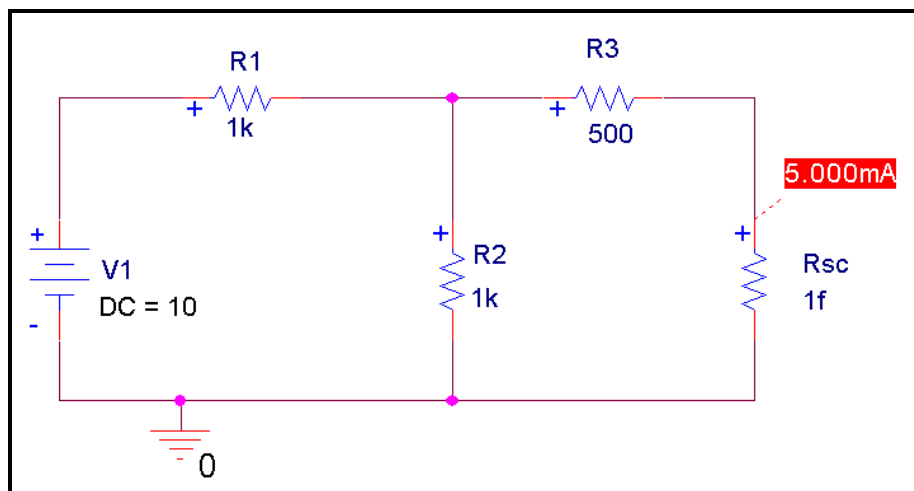 R1
1k
R3
500
5.000mA
+
+
+
+
+
V1
DC = 10
-
R2
1k
Rsc
1f
0